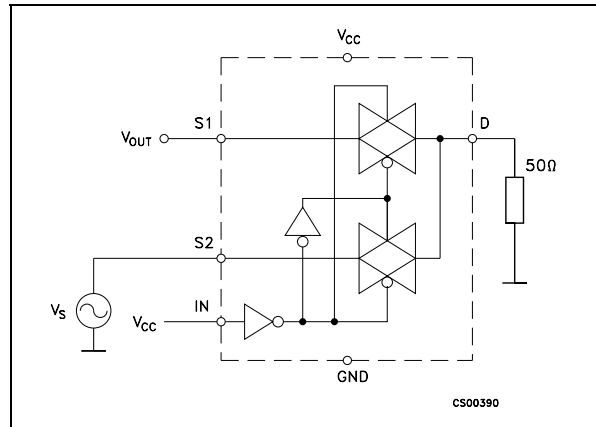 VCC
S1
D
VOUT
50Ω
S2
IN
VS
VCC
GND
CS00390